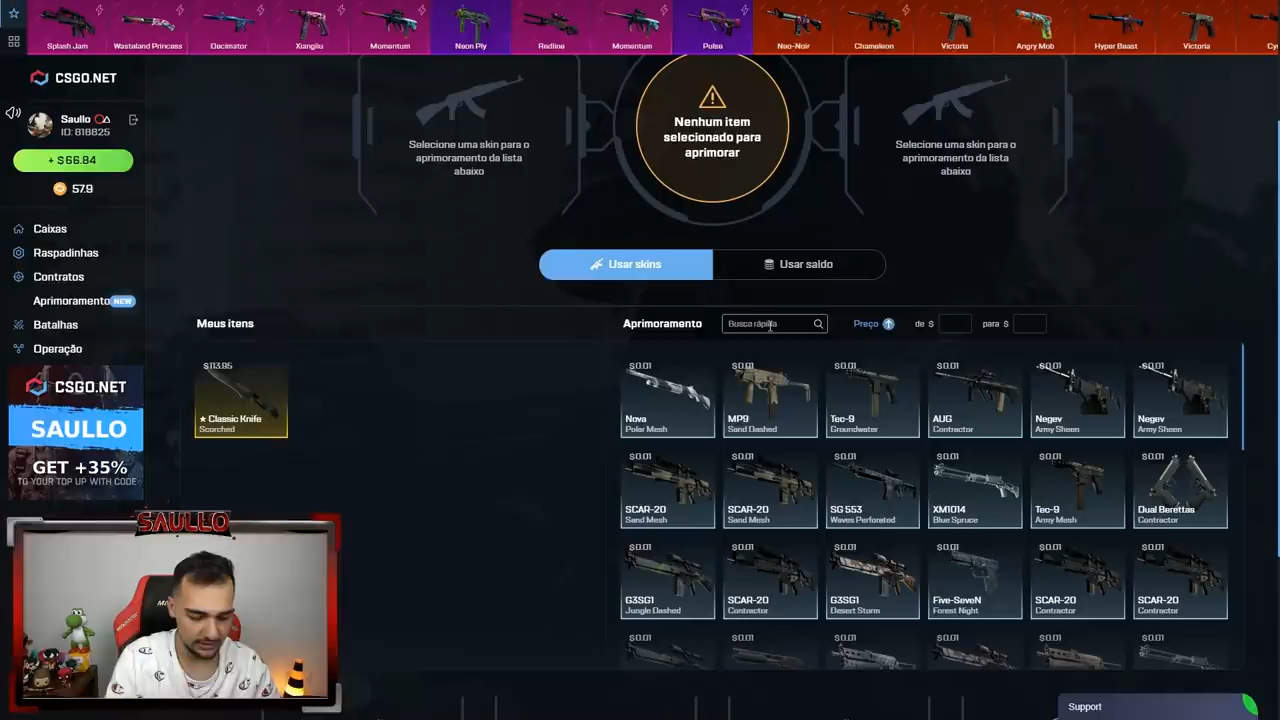 Splash Jam
Wasteland Princess
Decimator
Xiangliu
Momentum
Neon Ply
Redline
Momentum
Pulse
Neo-Noir
Chameleon
Victoria
Angry Mob
Hyper Beast
Victoria
CSGO.NET
Saullo
ID: 818825
+ $66.84
57.9
Caixas
Raspadinhas
Contratos
Aprimoramento NEW
Batalhas
Operação
CSGO.NET
SAULLO
GET +35%
TO YOUR TOP UP WITH CODE
SAULLO
Selecione uma skin para o
aprimoramento da lista
abaixo
Nenhum item
selecionado para
aprimorar
Selecione uma skin para o
aprimoramento da lista
abaixo
Usar skins
Usar saldo
Meus itens
$113.95
★ Classic Knife
Scorched
Aprimoramento
Busca rápida
Preço
de $
para $
$0.01
Nova
Polar Mesh
$0.01
MP9
Sand Dashed
$0.01
Tec-9
Groundwater
$0.01
AUG
Contractor
$0.01
Negev
Army Sheen
$0.01
Negev
Army Sheen
$0.01
SCAR-20
Sand Mesh
$0.01
SCAR-20
Sand Mesh
$0.01
SG 553
Waves Perforated
$0.01
XM1014
Blue Spruce
$0.01
Tec-9
Army Mesh
$0.01
Dual Berettas
Contractor
$0.01
G3SG1
Jungle Dashed
$0.01
SCAR-20
Contractor
$0.01
G3SG1
Desert Storm
$0.01
Five-SeveN
Forest Night
$0.01
SCAR-20
Contractor
$0.01
SCAR-20
Contractor
$0.01
$0.01
$0.01
$0.01
$0.01
$0.01
Support